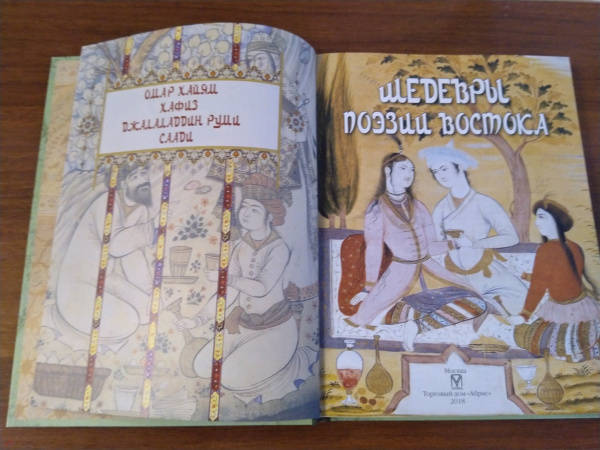 ОМАР ХАЙЯМ
ХАФИЗ
ДЖАЛАЛАДДИН РУМИ
СААДИ
ШЕДЕВРЫ
ПОЭЗИИ ВОСТОКА
Москва
Торговый дом «Абрис»
2018